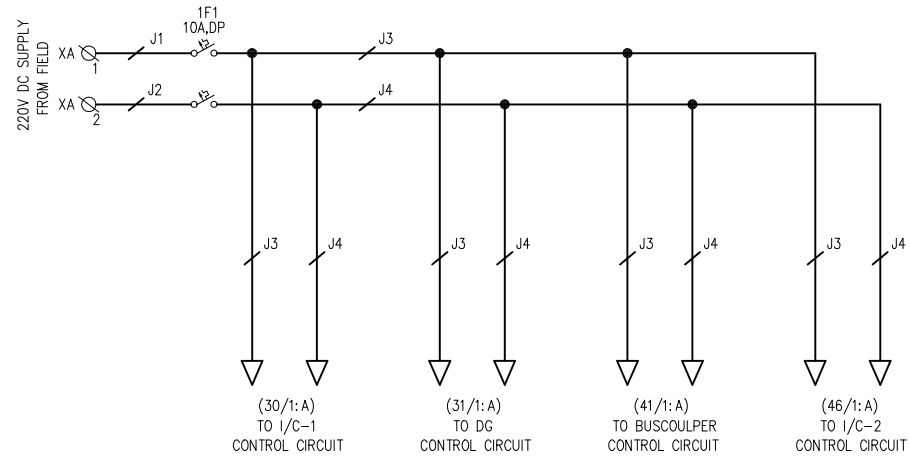 220V DC SUPPLY
FROM FIELD
1F1
10A,DP
XA
1
J1
J3
XA
2
J2
J4
J3
J4
J3
J4
J3
J4
J3
J4
(30/1:A)
TO I/C-1
CONTROL CIRCUIT
(31/1:A)
TO DG
CONTROL CIRCUIT
(41/1:A)
TO BUSCOULPER
CONTROL CIRCUIT
(46/1:A)
TO I/C-2
CONTROL CIRCUIT